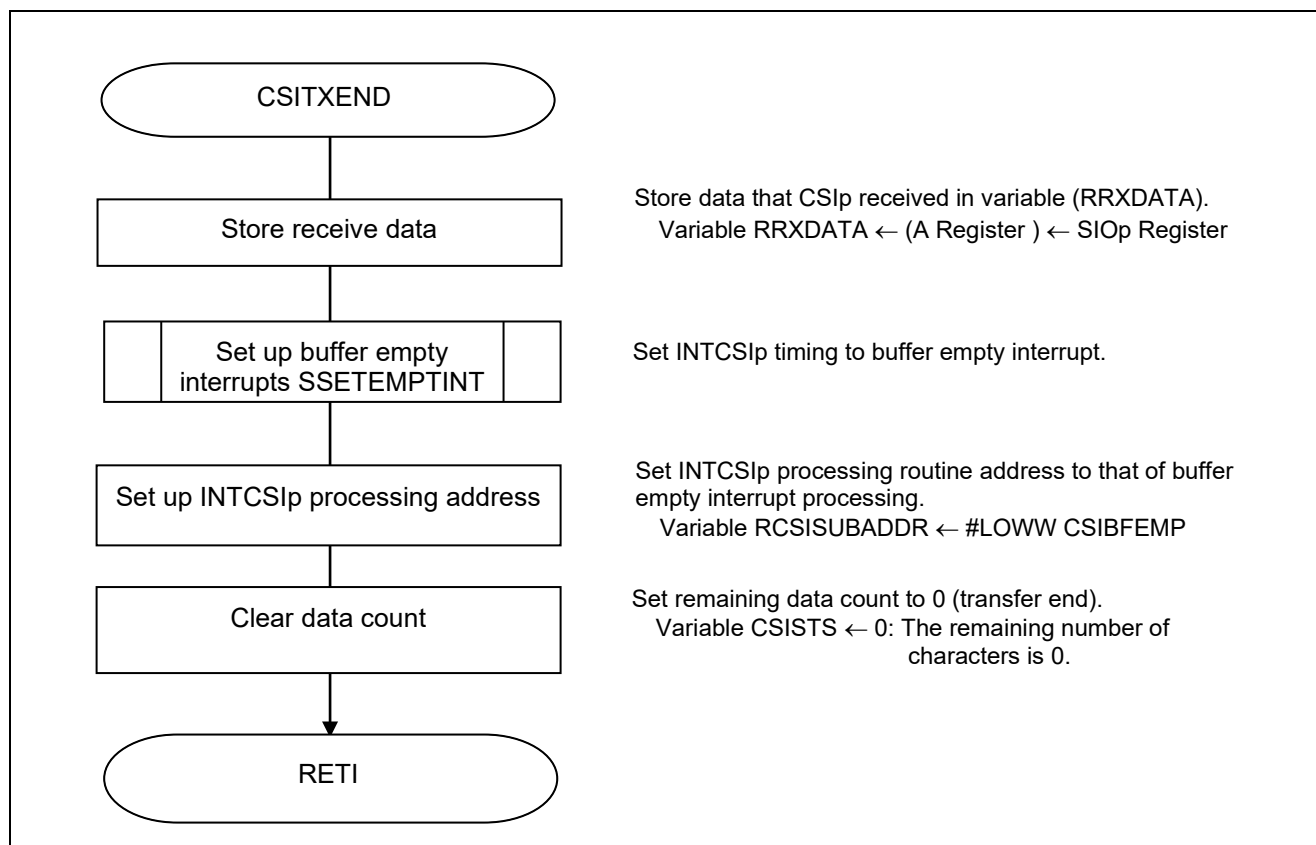 CSITXEND
Store receive data
Store data that CSIp received in variable (RRXDATA).
Variable RRXDATA ← (A Register ) ← SIOp Register
Set up buffer empty
interrupts SSETEMPTINT
Set INTCSIp timing to buffer empty interrupt.
Set up INTCSIp processing address
Set INTCSIp processing routine address to that of buffer
empty interrupt processing.
Variable RCSISUBADDR ← #LOWW CSIBFEMP
Clear data count
Set remaining data count to 0 (transfer end).
Variable CSISTS ← 0: The remaining number of
characters is 0.
RETI